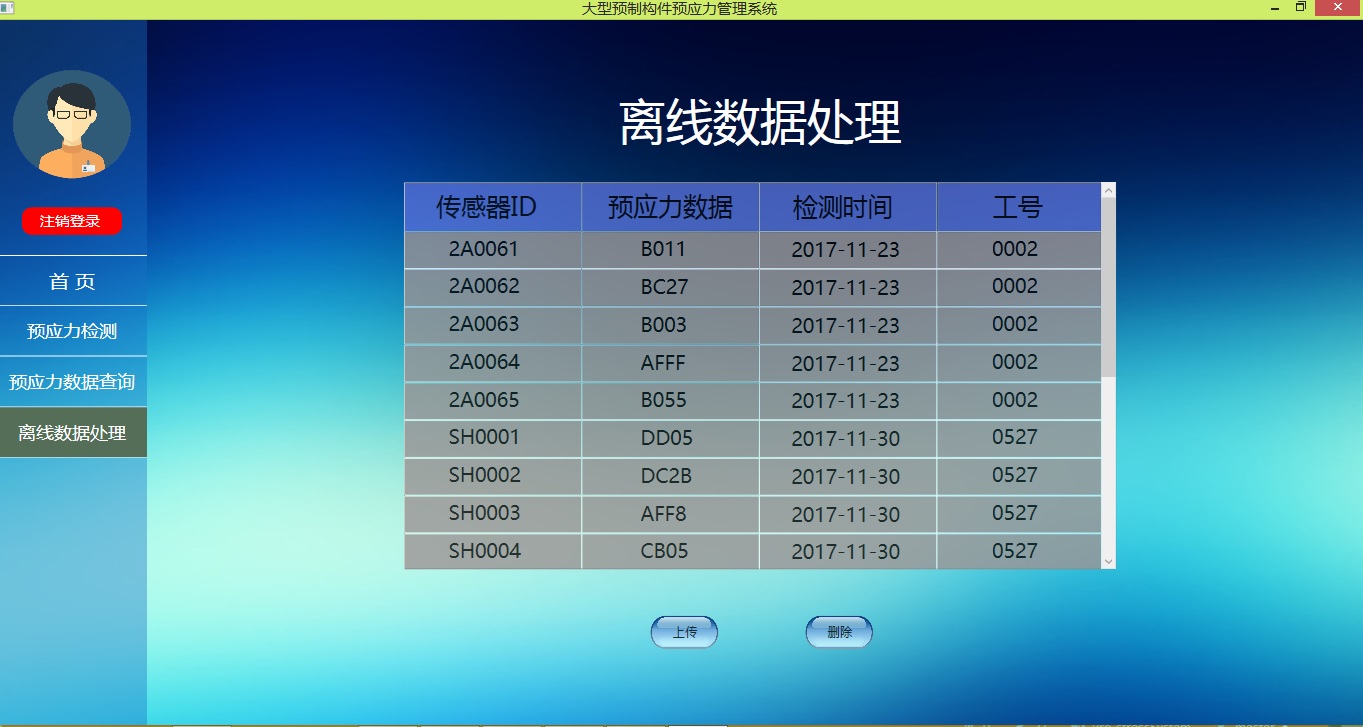 大型预制构件预应力管理系统
注销登录
首 页
预应力检测
预应力数据查询
离线数据处理
离线数据处理
传感器ID 预应力数据 检测时间 工号
2A0061 B011 2017-11-23 0002
2A0062 BC27 2017-11-23 0002
2A0063 B003 2017-11-23 0002
2A0064 AFFF 2017-11-23 0002
2A0065 B055 2017-11-23 0002
SH0001 DD05 2017-11-30 0527
SH0002 DC2B 2017-11-30 0527
SH0003 AFF8 2017-11-30 0527
SH0004 CB05 2017-11-30 0527
上传 删除